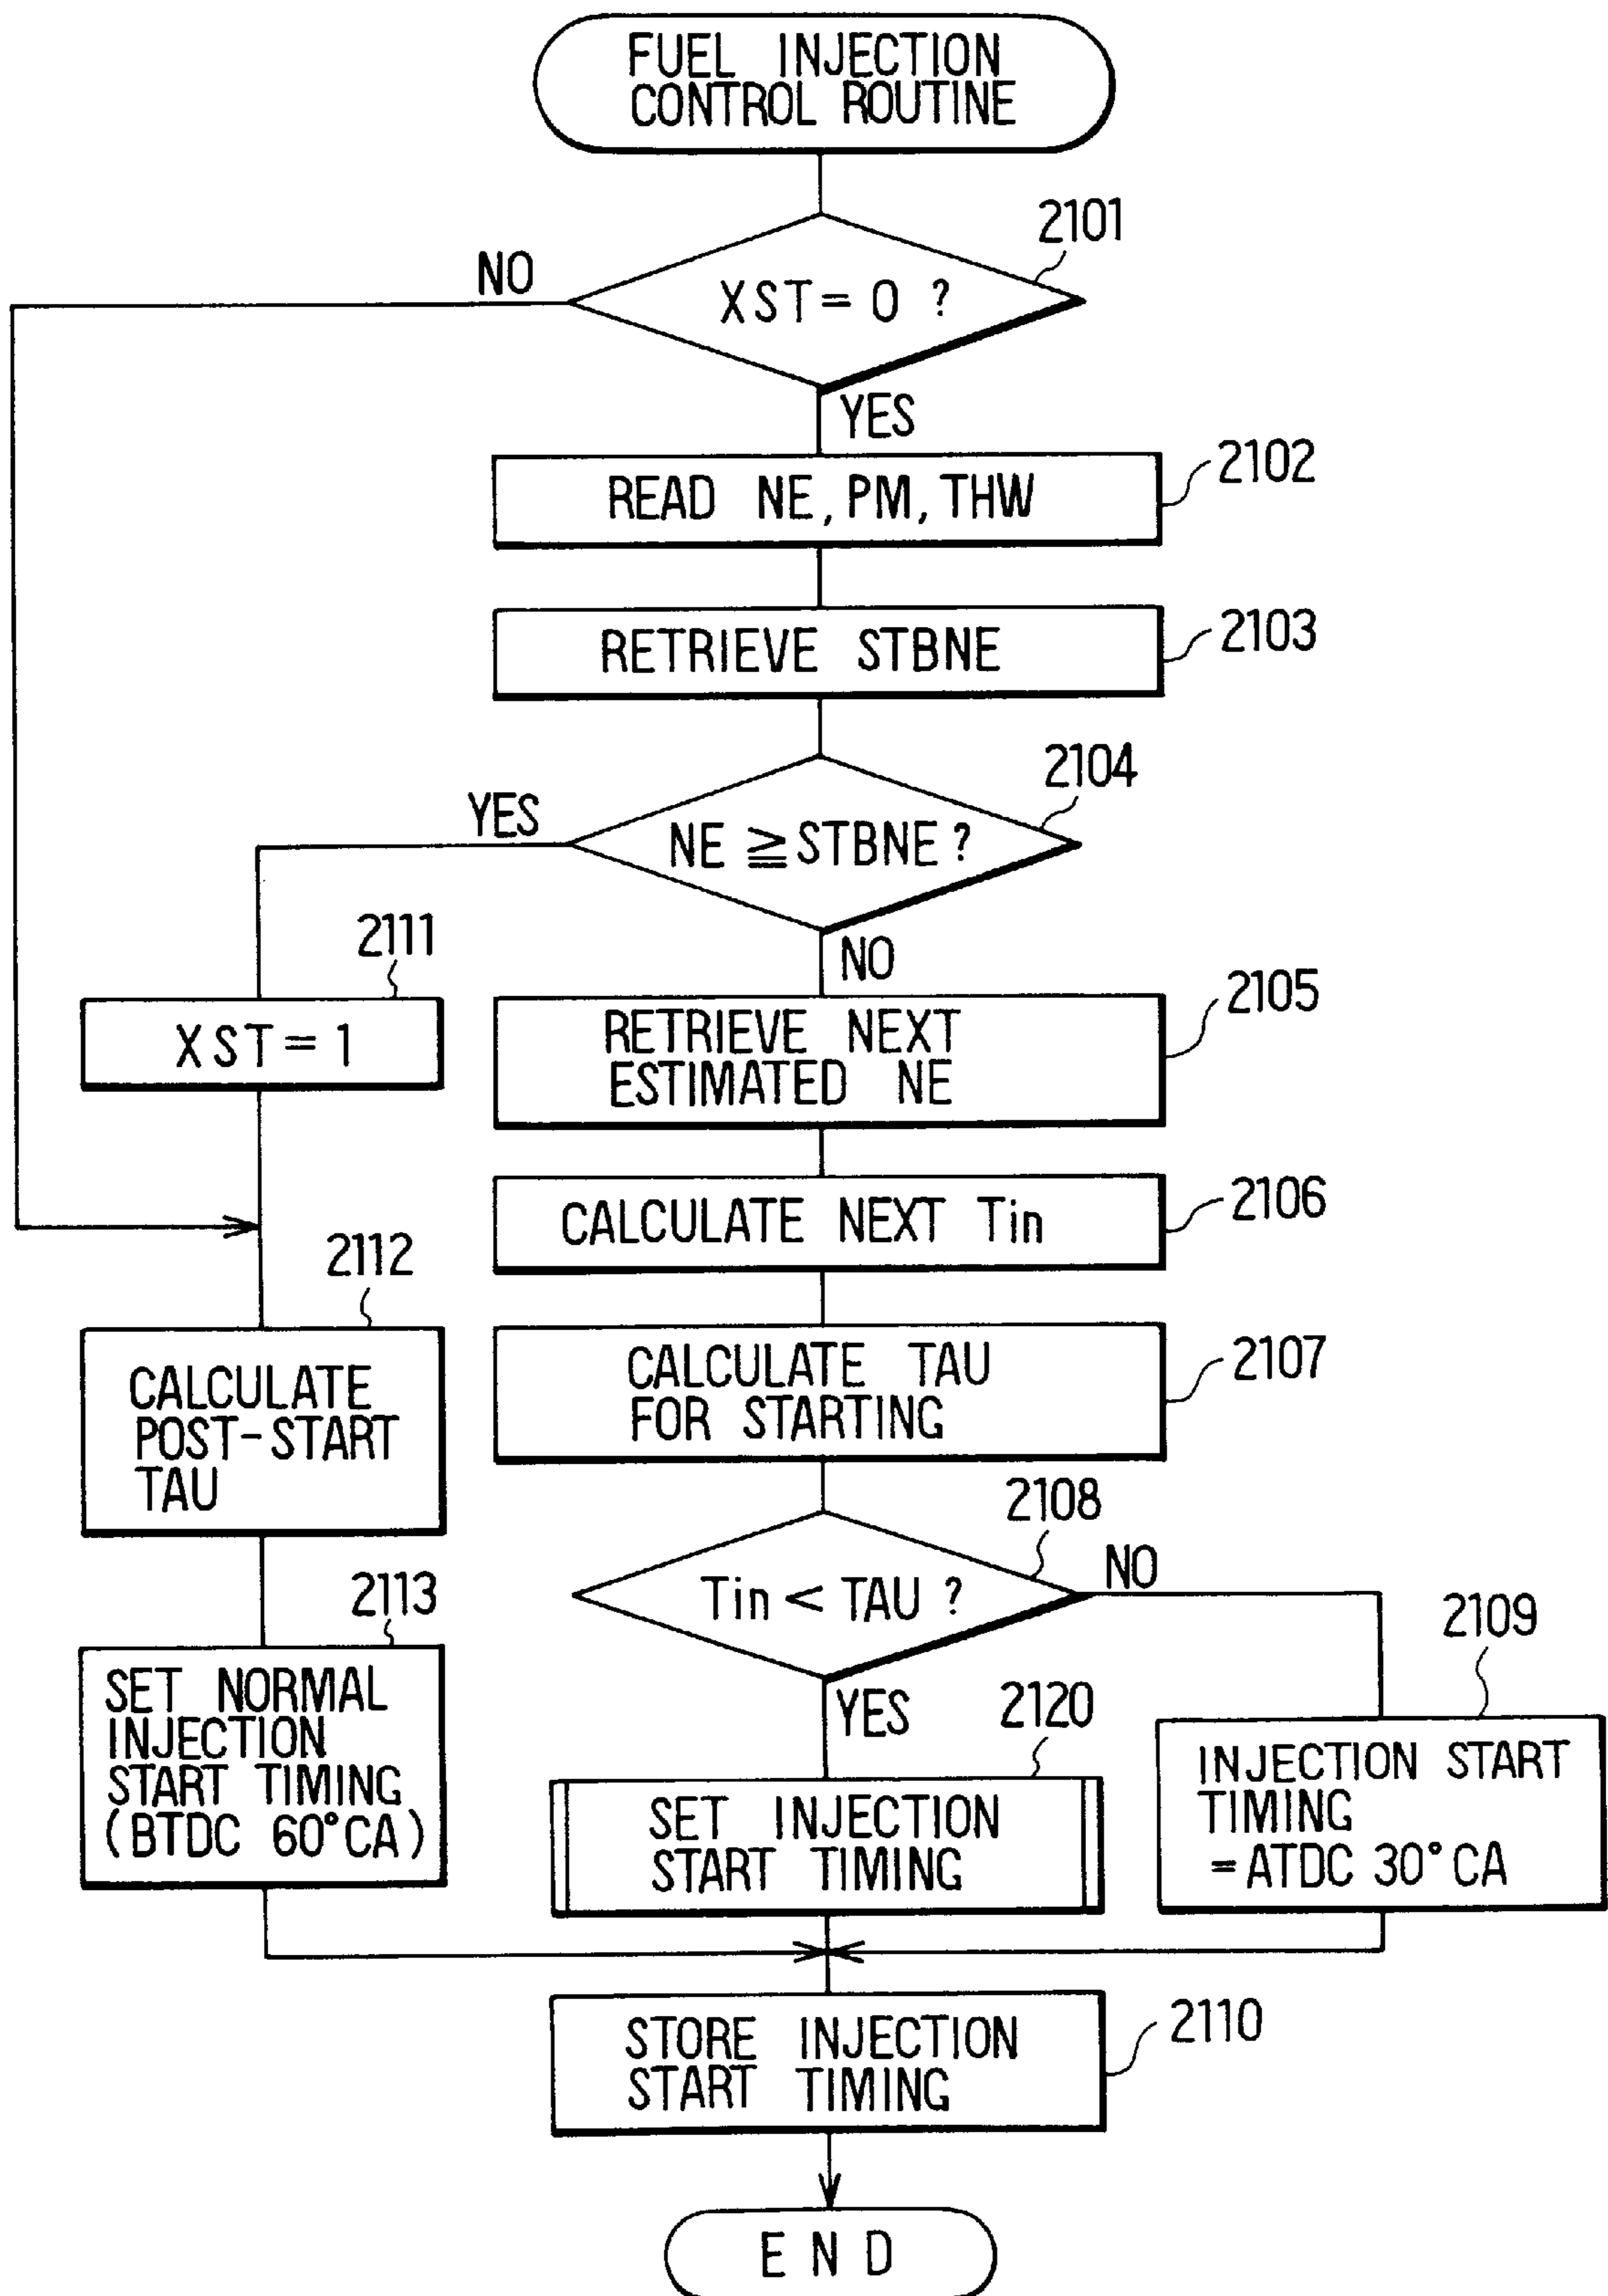 FUEL INJECTION
CONTROL ROUTINE
2101
NO
XST = 0 ?
YES
2102
READ NE, PM, THW
2103
RETRIEVE STBNE
2104
YES
NE ≧ STBNE ?
NO
2111
XST = 1
2105
RETRIEVE NEXT
ESTIMATED NE
2106
CALCULATE NEXT Tin
2112
CALCULATE
POST-START
TAU
2107
CALCULATE TAU
FOR STARTING
2108
Tin < TAU ?
NO
YES
2113
SET NORMAL
INJECTION
START TIMING
(BTDC 60°CA)
2120
SET INJECTION
START TIMING
2109
INJECTION START
TIMING
= ATDC 30°CA
2110
STORE INJECTION
START TIMING
END